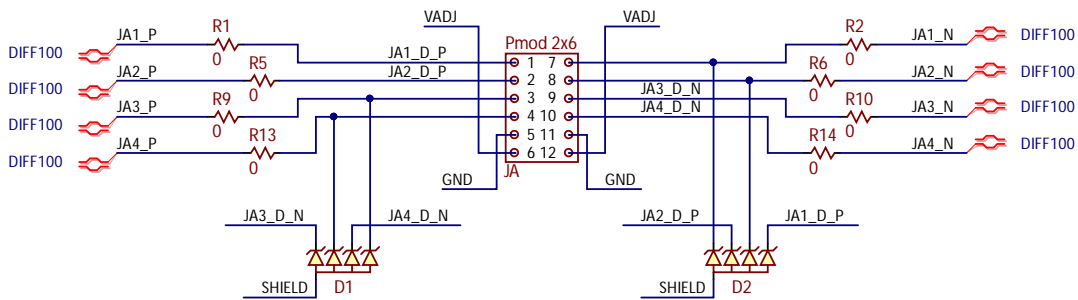 VADJ VADJ
R1 Pmod 2x6 R2
JA1_P JA1_N
DIFF100 0 JA1_D_P 1 7 0 DIFF100
R5 R6
JA2_P JA2_D_P 2 8 JA2_N
DIFF100 0 0 DIFF100
R9 JA3_D_N R10
JA3_P 3 9 JA3_N
DIFF100 0 JA4_D_N 0 DIFF100
R13 4 10 R14
JA4_P 5 11 JA4_N
DIFF100 0 6 12 0 DIFF100
JA
GND GND
JA3_D_N JA4_D_N JA2_D_P JA1_D_P
SHIELD D1 SHIELD D2